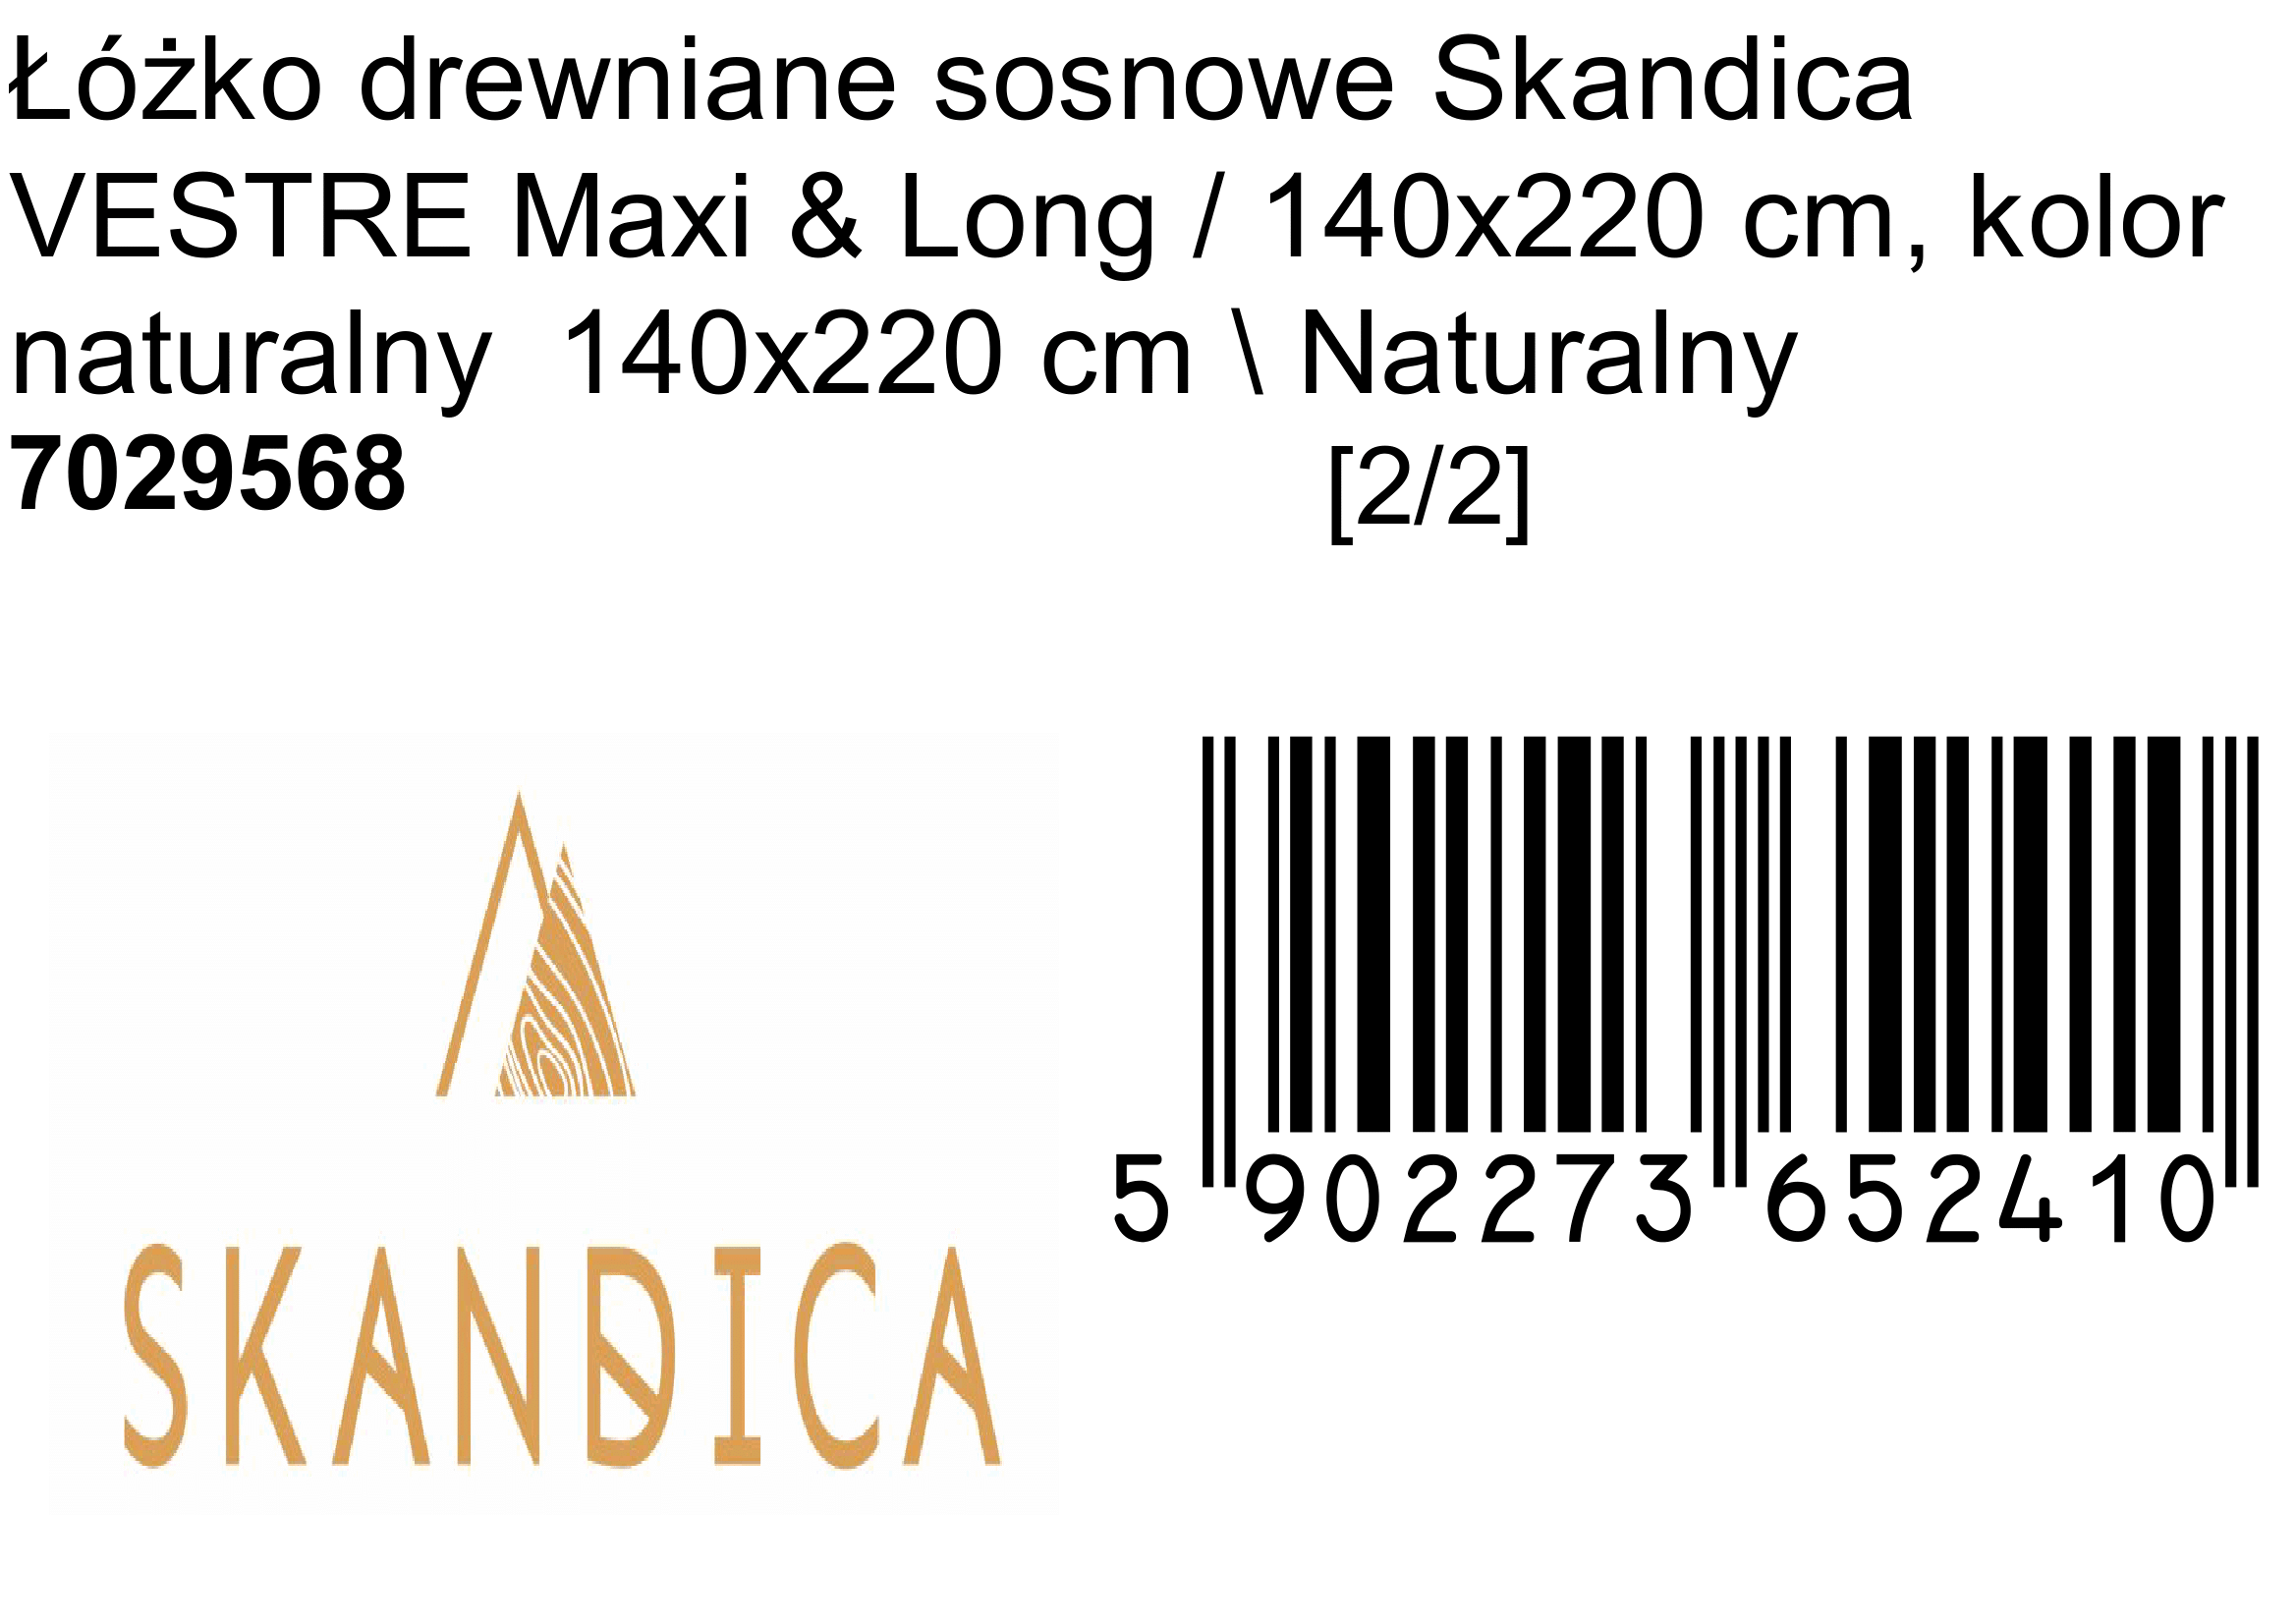 Łóżko drewniane sosnowe Skandica
VESTRE Maxi & Long / 140x220 cm, kolor
naturalny  140x220 cm \ Naturalny
7029568 [2/2]
SKANDICA
5 902273 652410